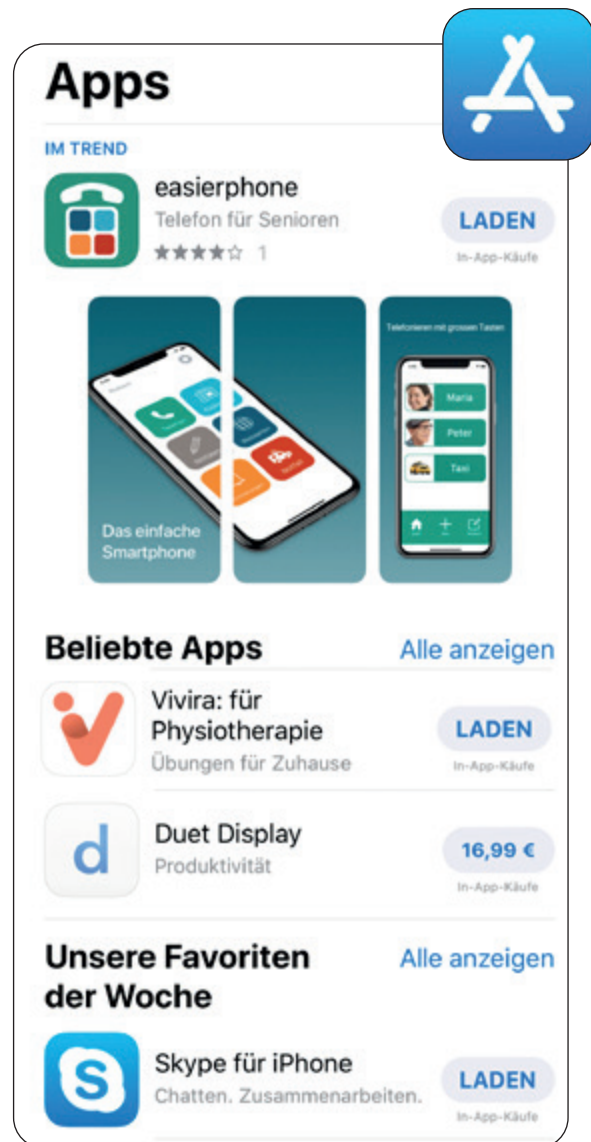 Apps
IM TREND
easierphone
Telefon für Senioren
LADEN
1
In-App-Käufe
Telefonieren mit grossen Tasten
Das einfache
Smartphone
Maria
Peter
Taxi
Beliebte Apps
Alle anzeigen
Vivira: für
Physiotherapie
LADEN
Übungen für Zuhause
In-App-Käufe
d
Duet Display
16,99 €
Produktivität
In-App-Käufe
Unsere Favoriten
der Woche
Alle anzeigen
S
Skype für iPhone
LADEN
Chatten. Zusammenarbeiten.
In-App-Käufe